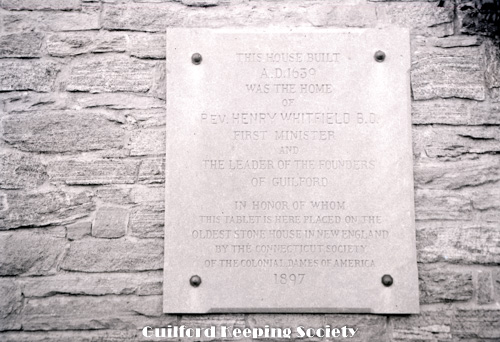 THIS HOUSE BUILT
A.D. 1639
WAS THE HOME
OF
REV. HENRY WHITFIELD B.D.
FIRST MINISTER
AND
THE LEADER OF THE FOUNDERS
OF GUILFORD
IN HONOR OF WHOM
THIS TABLET IS HERE PLACED ON THE
OLDEST STONE HOUSE IN NEW ENGLAND
BY THE CONNECTICUT SOCIETY
OF THE COLONIAL DAMES OF AMERICA
1897
Guilford Keeping Society